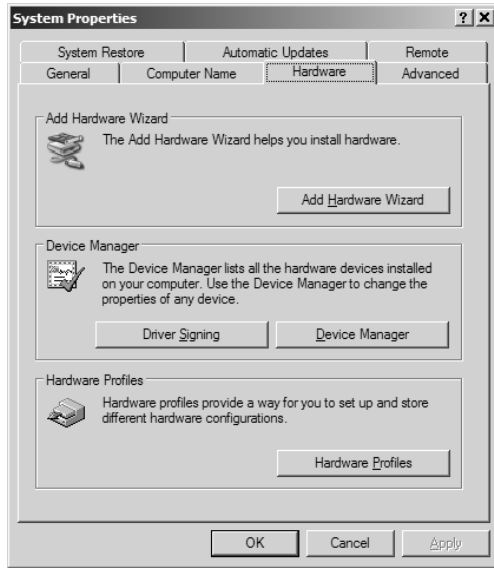 System Properties
System Restore
Automatic Updates
Remote
General
Computer Name
Hardware
Advanced
Add Hardware Wizard
The Add Hardware Wizard helps you install hardware.
Add Hardware Wizard
Device Manager
The Device Manager lists all the hardware devices installed
on your computer. Use the Device Manager to change the
properties of any device.
Driver Signing
Device Manager
Hardware Profiles
Hardware profiles provide a way for you to set up and store
different hardware configurations.
Hardware Profiles
OK
Cancel
Apply